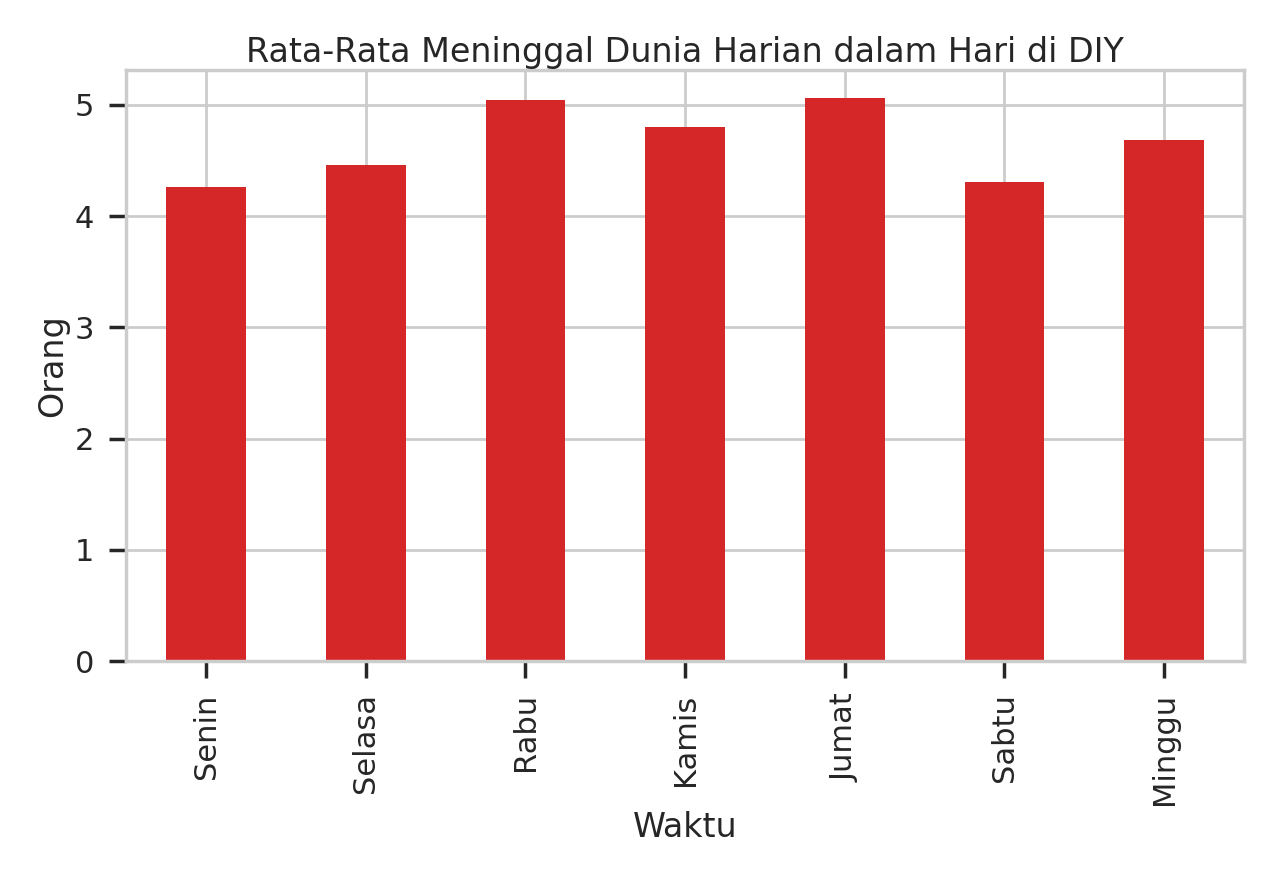 Rata-Rata Meninggal Dunia Harian dalam Hari di DIY
5
4
3
2
1
0
Orang
Senin
Selasa
Rabu
Kamis
Jumat
Sabtu
Minggu
Waktu